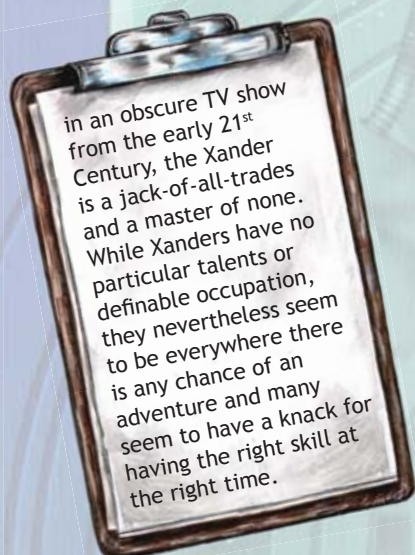 in an obscure TV show
from the early 21st
Century, the Xander
is a jack-of-all-trades
and a master of none.
While Xanders have no
particular talents or
definable occupation,
they nevertheless seem
to be everywhere there
is any chance of an
adventure and many
seem to have a knack for
having the right skill at
the right time.